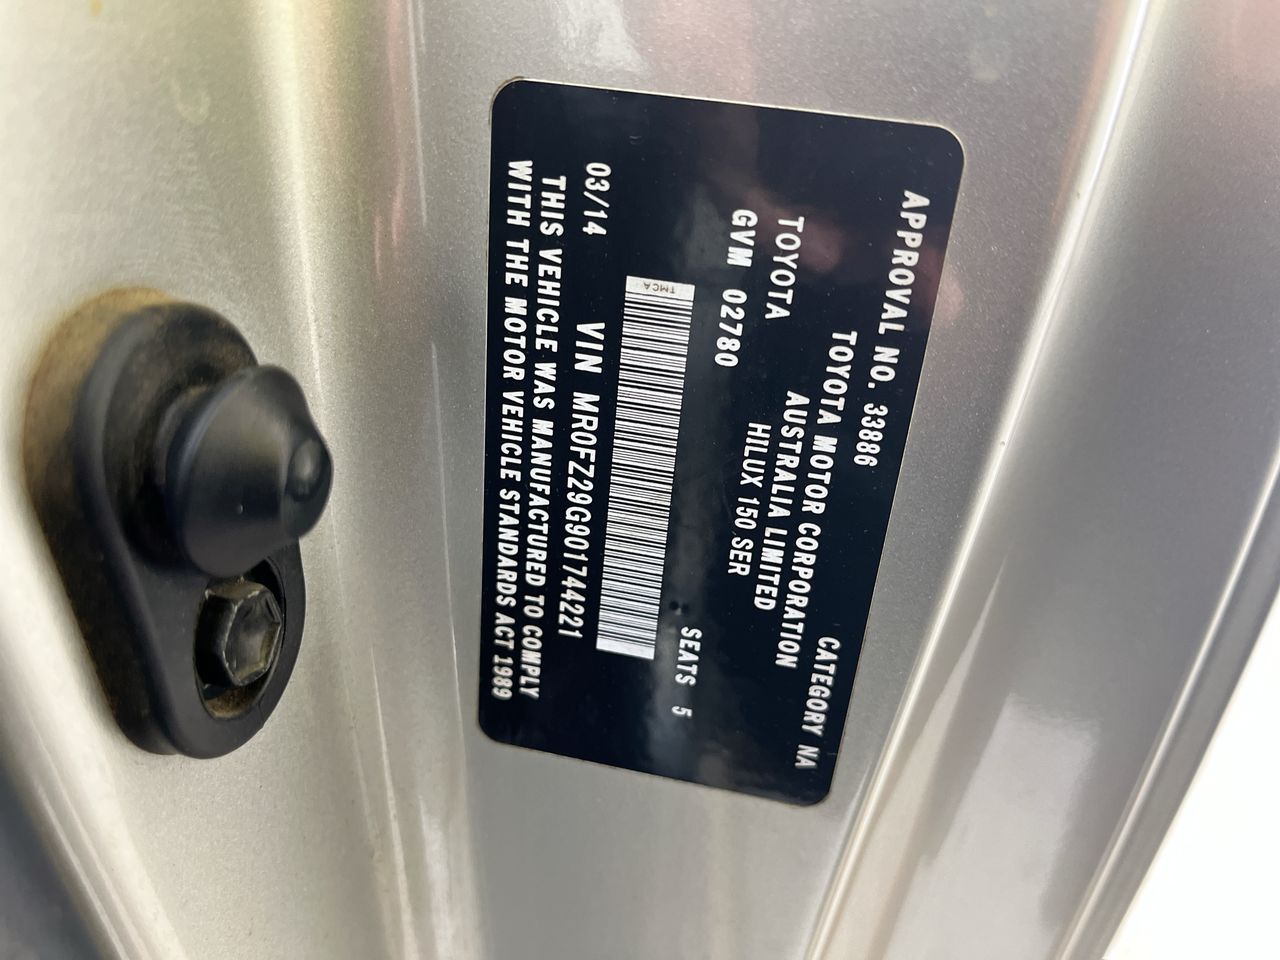 APPROVAL NO. 33886 CATEGORY NA
TOYOTA MOTOR CORPORATION
AUSTRALIA LIMITED
TOYOTA HILUX 150 SER
GVM 02780 SEATS 5
TMCA
03/14 VIN MR0FZ29G901744221
THIS VEHICLE WAS MANUFACTURED TO COMPLY
WITH THE MOTOR VEHICLE STANDARDS ACT 1989